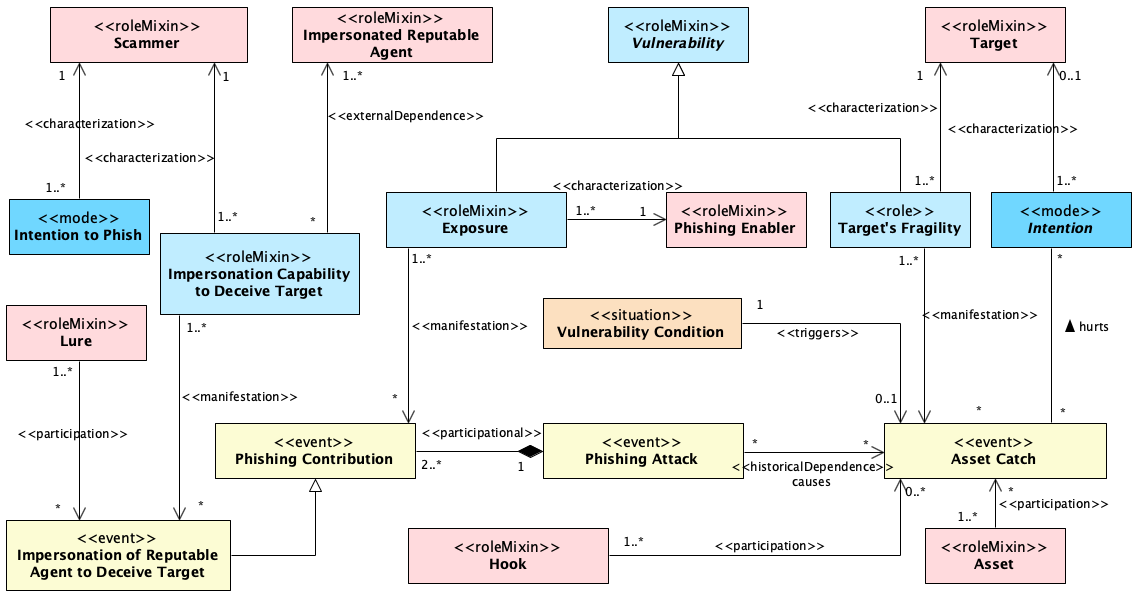 <<roleMixin>>
Scammer
<<roleMixin>>
Impersonated Reputable
Agent
<<roleMixin>>
Vulnerability
<<roleMixin>>
Target
1
1
1..*
1
0..1
<<characterization>>
<<externalDependence>>
<<characterization>>
<<characterization>>
<<characterization>>
<<characterization>>
1..*
1..*
*
1..*
1
1..*
1..*
<<mode>>
Intention to Phish
<<roleMixin>>
Impersonation Capability
to Deceive Target
<<roleMixin>>
Exposure
<<roleMixin>>
Phishing Enabler
<<role>>
Target's Fragility
<<mode>>
Intention
1..*
1..*
*
<<roleMixin>>
Lure
1..*
<<manifestation>>
<<situation>>
Vulnerability Condition
1
<<triggers>>
<<manifestation>>
hurts
1..*
<<manifestation>>
*
0..1
*
*
<<participation>>
<<event>>
Phishing Contribution
<<participational>>
2..*
1
<<event>>
Phishing Attack
*
*
<<historicalDependence>>
causes
<<event>>
Asset Catch
*
*
0..*
*
<<participation>>
1..*
<<event>>
Impersonation of Reputable
Agent to Deceive Target
<<roleMixin>>
Hook
1..*
<<participation>>
<<roleMixin>>
Asset